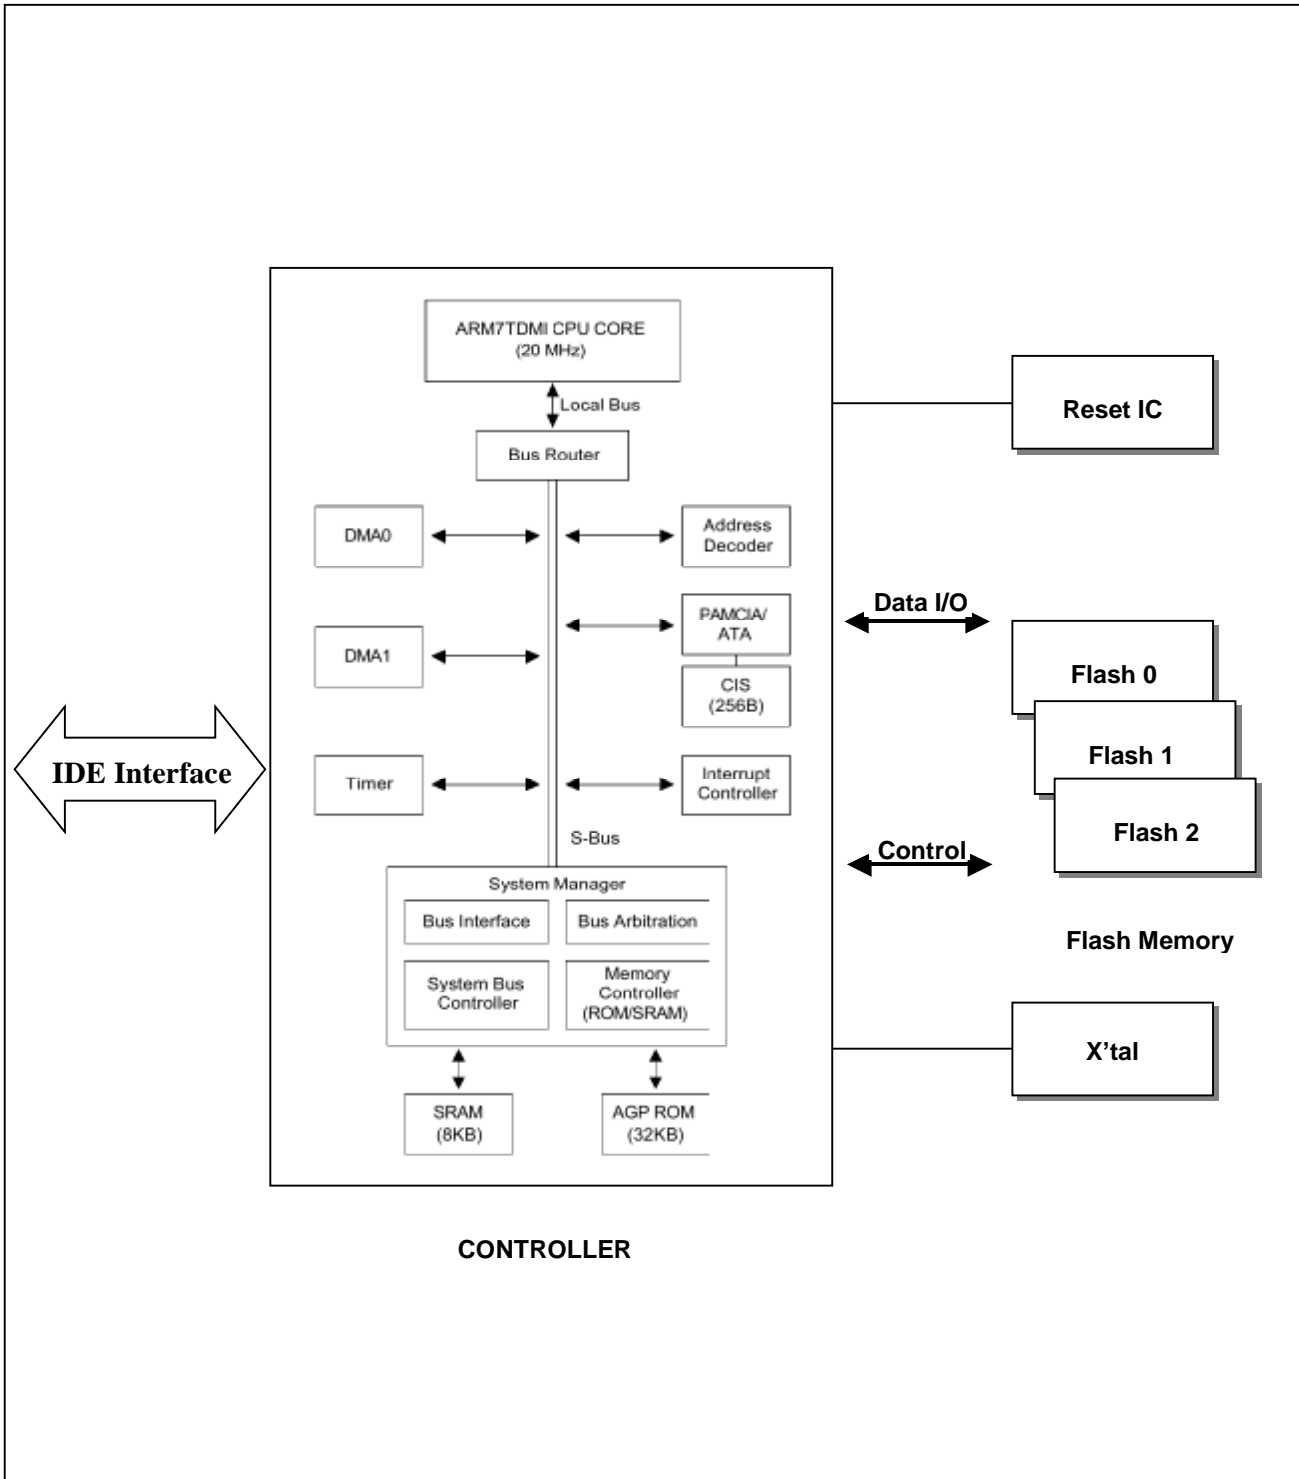 ARM7TDMI CPU CORE
(20 MHz)
Local Bus
Bus Router
DMA0
Address
Decoder
PAMCIA/
ATA
DMA1
CIS
(256B)
Timer
Interrupt
Controller
S-Bus
System Manager
Bus Interface
Bus Arbitration
System Bus
Controller
Memory
Controller
(ROM/SRAM)
SRAM
(8KB)
AGP ROM
(32KB)
CONTROLLER
IDE Interface
Reset IC
Data I/O
Flash 0
Flash 1
Flash 2
Control
Flash Memory
X'tal